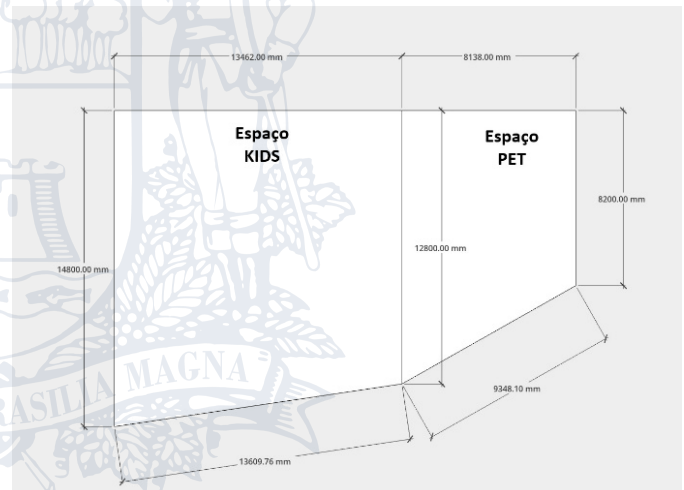 13462.00 mm
8138.00 mm
Espaço
KIDS
Espaço
PET
8200.00 mm
12800.00 mm
14800.00 mm
MAGNA
9348.10 mm
13609.76 mm